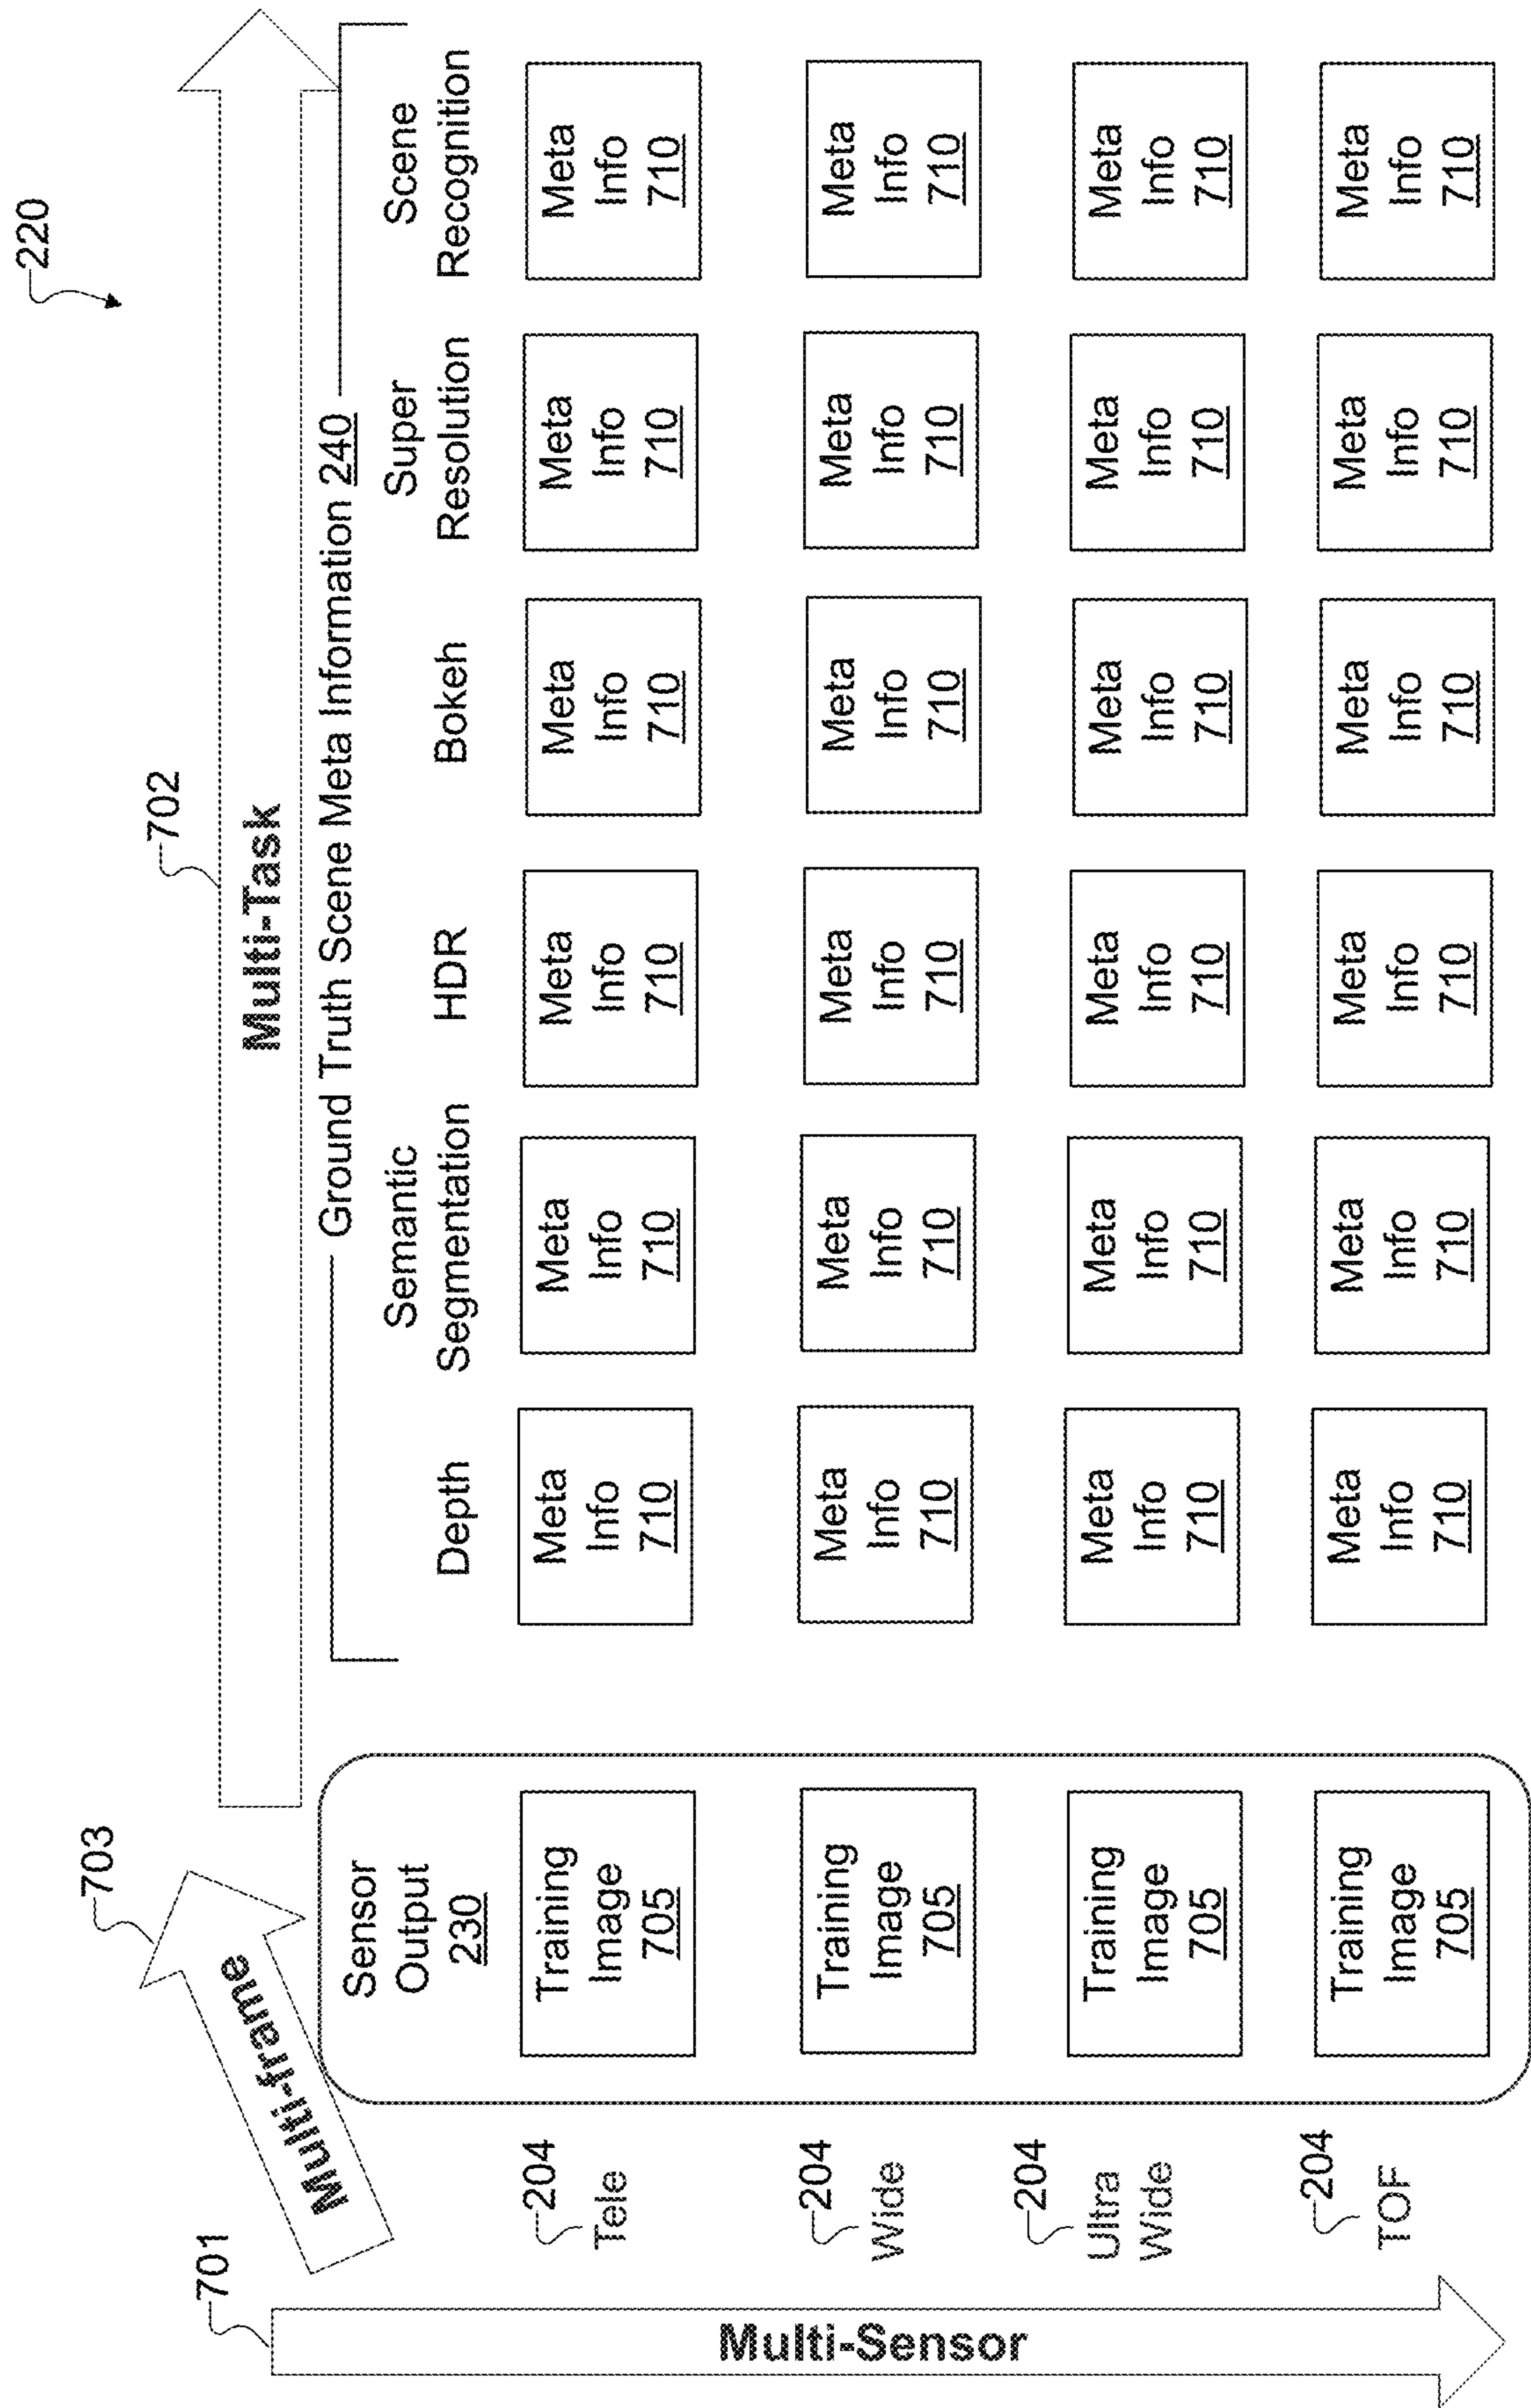 220
702
703
701
Multi-Task
Multi-frame
Multi-Sensor
Ground Truth Scene Meta Information 240
Sensor
Output
230
Depth
Semantic
Segmentation
HDR
Bokeh
Super
Resolution
Scene
Recognition
204
Tele
Training
Image
705
Meta
Info
710
Meta
Info
710
Meta
Info
710
Meta
Info
710
Meta
Info
710
Meta
Info
710
204
Wide
Training
Image
705
Meta
Info
710
Meta
Info
710
Meta
Info
710
Meta
Info
710
Meta
Info
710
Meta
Info
710
204
Ultra
Wide
Training
Image
705
Meta
Info
710
Meta
Info
710
Meta
Info
710
Meta
Info
710
Meta
Info
710
Meta
Info
710
204
TOF
Training
Image
705
Meta
Info
710
Meta
Info
710
Meta
Info
710
Meta
Info
710
Meta
Info
710
Meta
Info
710